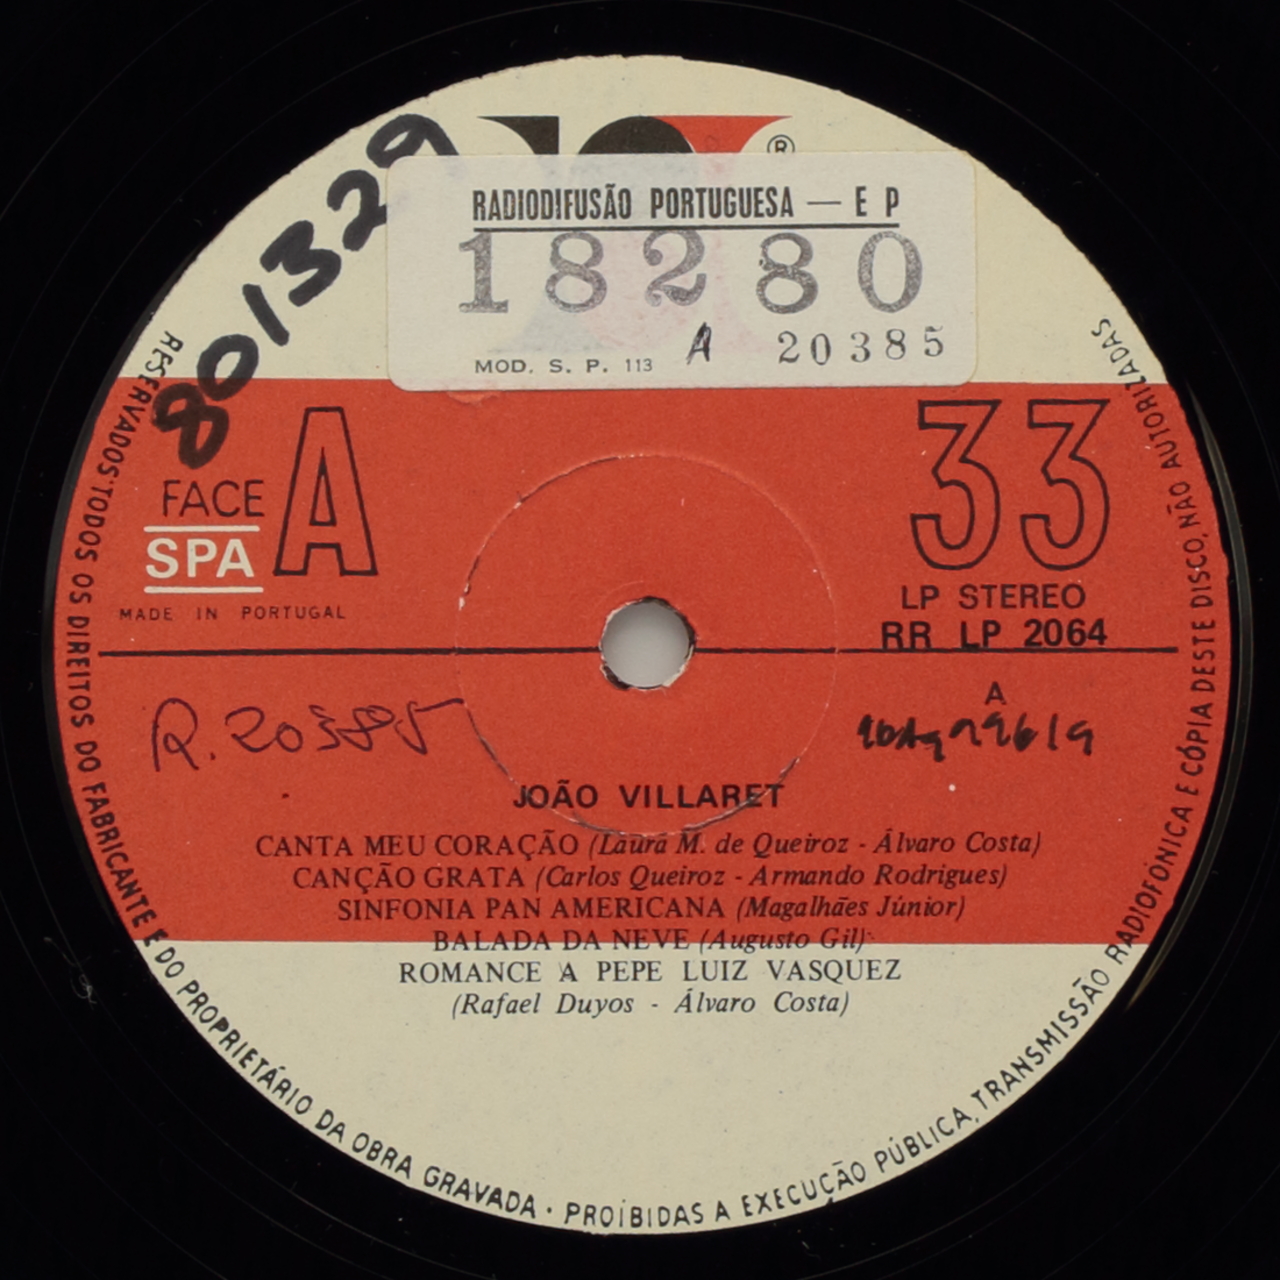 801329
®
RADIODIFUSÃO PORTUGUESA — E P
18280
MOD. S. P. 113 A 20385
FACE A
33
SPA
MADE IN PORTUGAL
LP STEREO
RR LP 2064
A
R.20385
JOÃO VILLARET
CANTA MEU CORAÇÃO (Laura M. de Queiroz - Álvaro Costa)
CANÇÃO GRATA (Carlos Queiroz - Armando Rodrigues)
SINFONIA PAN AMERICANA (Magalhães Júnior)
BALADA DA NEVE (Augusto Gil)
ROMANCE A PEPE LUIZ VASQUEZ
(Rafael Duyos - Álvaro Costa)
RESERVADOS TODOS OS DIREITOS DO FABRICANTE E DO PROPRIETÁRIO DA OBRA GRAVADA · PROÍBIDAS A EXECUÇÃO PÚBLICA, TRANSMISSÃO RADIOFÓNICA E CÓPIA DESTE DISCO, NÃO AUTORIZADAS